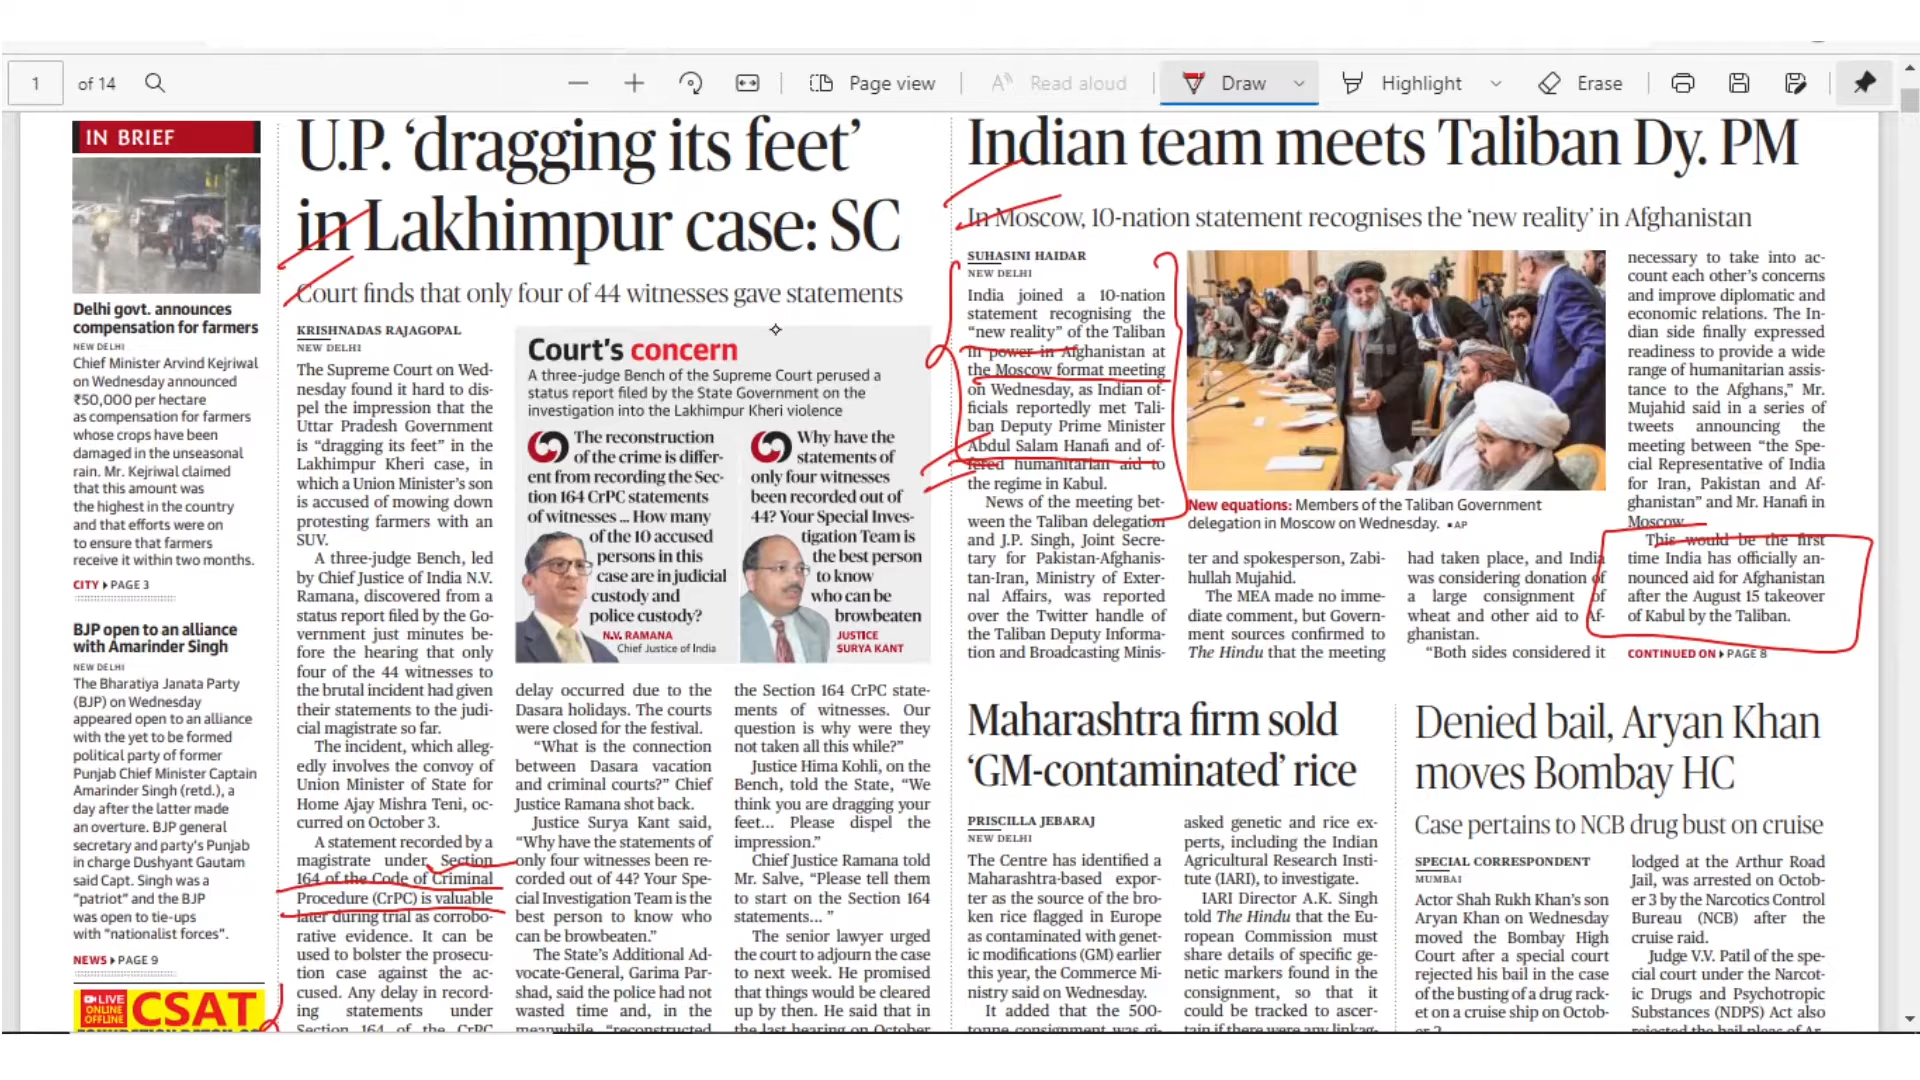 1 of 14 Page view Read aloud Draw Highlight Erase
IN BRIEF
Delhi govt. announces
compensation for farmers
NEW DELHI
Chief Minister Arvind Kejriwal
on Wednesday announced
₹50,000 per hectare
as compensation for farmers
whose crops have been
damaged in the unseasonal
rain. Mr. Kejriwal claimed
that this amount was
the highest in the country
and that efforts were on
to ensure that farmers
receive it within two months.
CITY PAGE 3
BJP open to an alliance
with Amarinder Singh
NEW DELHI
The Bharatiya Janata Party
(BJP) on Wednesday
appeared open to an alliance
with the yet to be formed
political party of former
Punjab Chief Minister Captain
Amarinder Singh (retd.), a
day after the latter made
an overture. BJP general
secretary and party's Punjab
in charge Dushyant Gautam
said Capt. Singh was a
"patriot" and the BJP
was open to tie-ups
with "nationalist forces".
NEWS PAGE 9
LIVE
ONLINE
OFFLINE
CSAT
U.P. 'dragging its feet'
in Lakhimpur case: SC
Court finds that only four of 44 witnesses gave statements
KRISHNADAS RAJAGOPAL
NEW DELHI
The Supreme Court on Wed-
nesday found it hard to dis-
pel the impression that the
Uttar Pradesh Government
is "dragging its feet" in the
Lakhimpur Kheri case, in
which a Union Minister's son
is accused of mowing down
protesting farmers with an
SUV.
A three-judge Bench, led
by Chief Justice of India N.V.
Ramana, discovered from a
status report filed by the Go-
vernment just minutes be-
fore the hearing that only
four of the 44 witnesses to
the brutal incident had given
their statements to the judi-
cial magistrate so far.
The incident, which alleg-
edly involves the convoy of
Union Minister of State for
Home Ajay Mishra Teni, oc-
curred on October 3.
A statement recorded by a
magistrate under Section
164 of the Code of Criminal
Procedure (CrPC) is valuable
later during trial as corrobo-
rative evidence. It can be
used to bolster the prosecu-
tion case against the ac-
cused. Any delay in record-
ing statements under
Section 164 of the CrPC
Court's concern
A three-judge Bench of the Supreme Court perused a
status report filed by the State Government on the
investigation into the Lakhimpur Kheri violence
The reconstruction
of the crime is differ-
ent from recording the Sec-
tion 164 CrPC statements
of witnesses ... How many
of the 10 accused
persons in this
case are in judicial
custody and
police custody?
N.V. RAMANA
Chief Justice of India
Why have the
statements of
only four witnesses
been recorded out of
44? Your Special Inves-
tigation Team is
the best person
to know
who can be
browbeaten
JUSTICE
SURYA KANT
delay occurred due to the
Dasara holidays. The courts
were closed for the festival.
"What is the connection
between Dasara vacation
and criminal courts?" Chief
Justice Ramana shot back.
Justice Surya Kant said,
"Why have the statements of
only four witnesses been re-
corded out of 44? Your Spe-
cial Investigation Team is the
best person to know who
can be browbeaten."
The State's Additional Ad-
vocate-General, Garima Par-
shad, said the police had not
wasted time and, in the
meanwhile, "reconstructed
the Section 164 CrPC state-
ments of witnesses. Our
question is why were they
not taken all this while?"
Justice Hima Kohli, on the
Bench, told the State, "We
think you are dragging your
feet... Please dispel the
impression."
Chief Justice Ramana told
Mr. Salve, "Please tell them
to start on the Section 164
statements... "
The senior lawyer urged
the court to adjourn the case
to next week. He promised
that things would be cleared
up by then. He said that in
the last hearing on October
Indian team meets Taliban Dy. PM
In Moscow, 10-nation statement recognises the 'new reality' in Afghanistan
SUHASINI HAIDAR
NEW DELHI
India joined a 10-nation
statement recognising the
"new reality" of the Taliban
in power in Afghanistan at
the Moscow format meeting
on Wednesday, as Indian of-
ficials reportedly met Tali-
ban Deputy Prime Minister
Abdul Salam Hanafi and of-
fered humanitarian aid to
the regime in Kabul.
News of the meeting bet-
ween the Taliban delegation
and J.P. Singh, Joint Secre-
tary for Pakistan-Afghanis-
tan-Iran, Ministry of Exter-
nal Affairs, was reported
over the Twitter handle of
the Taliban Deputy Informa-
tion and Broadcasting Minis-
New equations: Members of the Taliban Government
delegation in Moscow on Wednesday. AP
ter and spokesperson, Zabi-
hullah Mujahid.
The MEA made no imme-
diate comment, but Govern-
ment sources confirmed to
The Hindu that the meeting
had taken place, and India
was considering donation of
a large consignment of
wheat and other aid to Af-
ghanistan.
"Both sides considered it
necessary to take into ac-
count each other's concerns
and improve diplomatic and
economic relations. The In-
dian side finally expressed
readiness to provide a wide
range of humanitarian assis-
tance to the Afghans," Mr.
Mujahid said in a series of
tweets announcing the
meeting between "the Spe-
cial Representative of India
for Iran, Pakistan and Af-
ghanistan" and Mr. Hanafi in
Moscow.
This would be the first
time India has officially an-
nounced aid for Afghanistan
after the August 15 takeover
of Kabul by the Taliban.
CONTINUED ON PAGE 8
Maharashtra firm sold
'GM-contaminated' rice
PRISCILLA JEBARAJ
NEW DELHI
The Centre has identified a
Maharashtra-based expor-
ter as the source of the bro-
ken rice flagged in Europe
as contaminated with genet-
ic modifications (GM) earlier
this year, the Commerce Mi-
nistry said on Wednesday.
It added that the 500-
tonne consignment was gi-
asked genetic and rice ex-
perts, including the Indian
Agricultural Research Insti-
tute (IARI), to investigate.
IARI Director A.K. Singh
told The Hindu that the Eu-
ropean Commission must
share details of specific ge-
netic markers found in the
consignment, so that it
could be tracked to ascer-
tain if there were any linkag-
Denied bail, Aryan Khan
moves Bombay HC
Case pertains to NCB drug bust on cruise
SPECIAL CORRESPONDENT
MUMBAI
Actor Shah Rukh Khan's son
Aryan Khan on Wednesday
moved the Bombay High
Court after a special court
rejected his bail in the case
of the busting of a drug rack-
et on a cruise ship on Octob-
er 2.
lodged at the Arthur Road
Jail, was arrested on Octob-
er 3 by the Narcotics Control
Bureau (NCB) after the
cruise raid.
Judge V.V. Patil of the spe-
cial court under the Narcot-
ic Drugs and Psychotropic
Substances (NDPS) Act also
rejected the bail pleas of Ar-